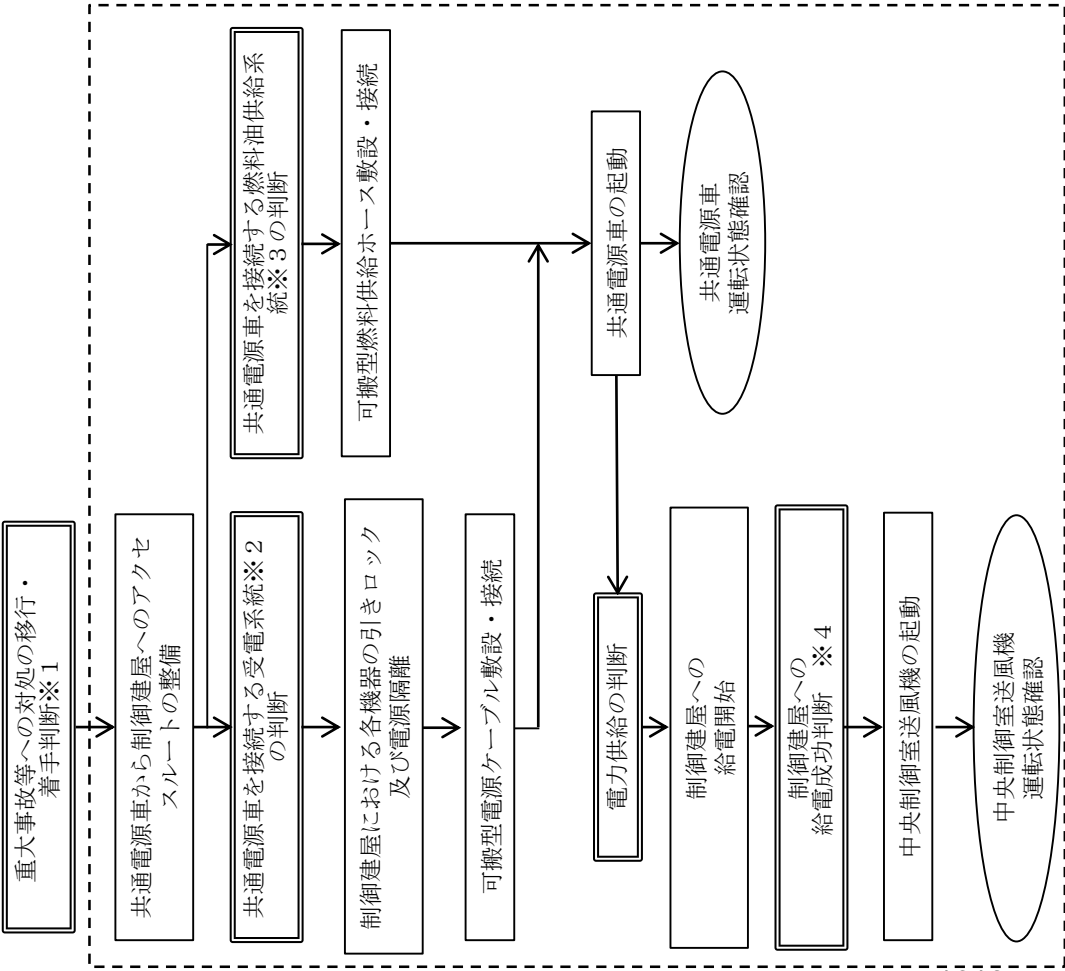 重大事故等への対処の移行・
着手判断※１
共通電源車から制御建屋へのアクセ
スルートの整備
共通電源車を接続する受電系統※２
の判断
制御建屋における各機器の引きロック
及び電源隔離
可搬型電源ケーブル敷設・接続
共通電源車を接続する燃料油供給系
統※３の判断
可搬型燃料供給ホース敷設・接続
共通電源車の起動
共通電源車
運転状態確認
電力供給の判断
制御建屋への
給電開始
制御建屋への
給電成功判断　※４
中央制御室送風機の起動
中央制御室送風機
運転状態確認